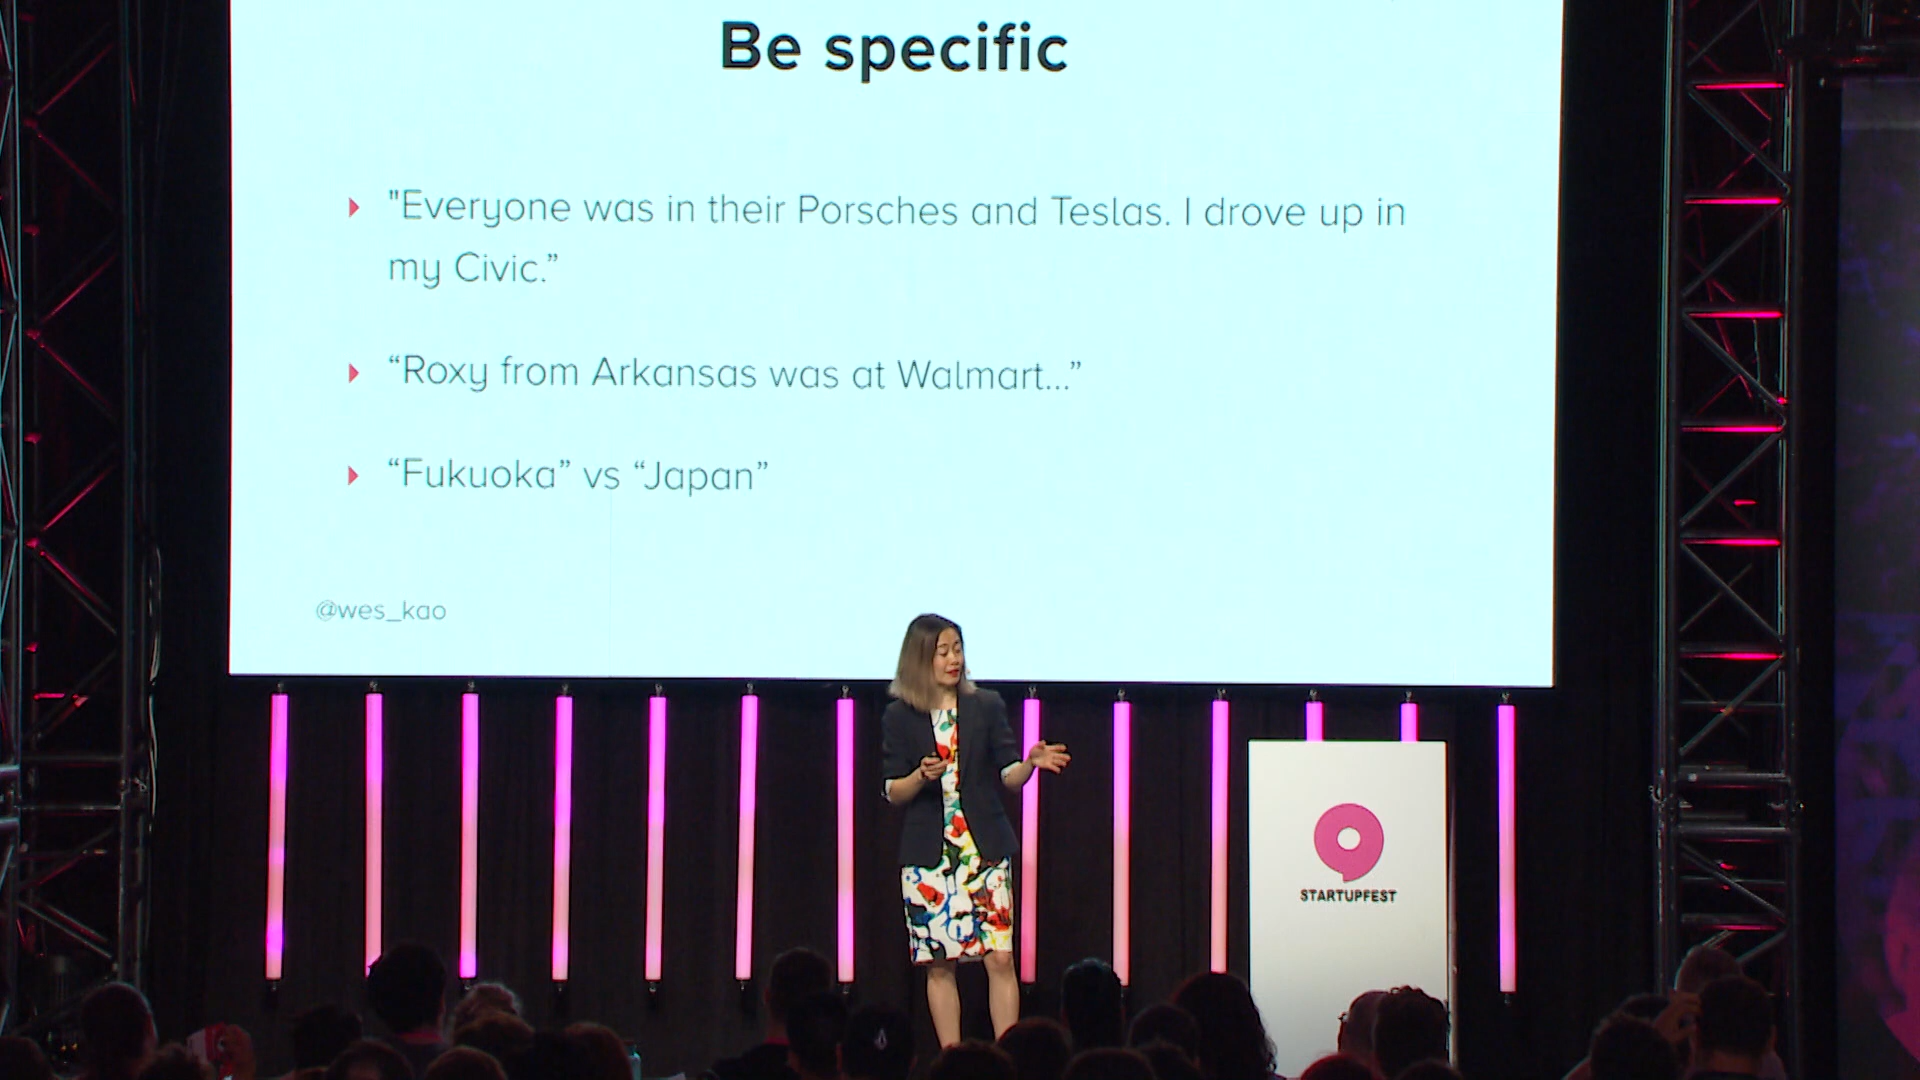 Be specific
"Everyone was in their Porsches and Teslas. I drove up in
my Civic.”
“Roxy from Arkansas was at Walmart...”
“Fukuoka” vs “Japan”
@wes_kao
STARTUPFEST